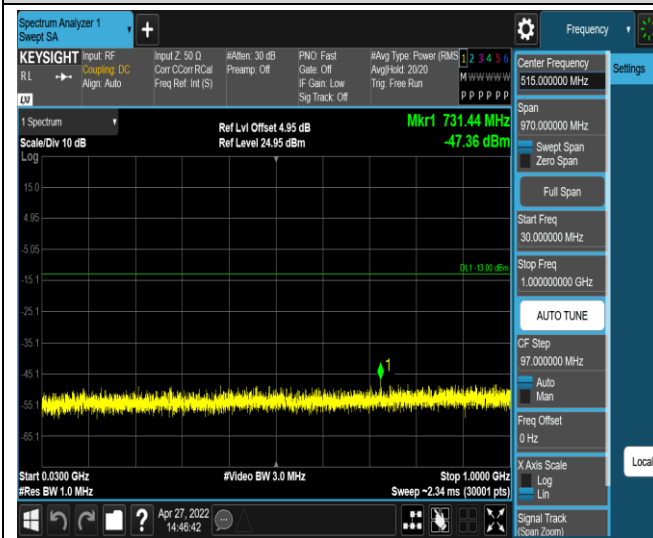 Spectrum Analyzer 1
Swept SA
+
Frequency
KEYSIGHT
RL
LXI
Input: RF
Coupling: DC
Align: Auto
Input Z: 50 Ω
Corr CCorr RCal
Freq Ref: Int (S)
#Atten: 30 dB
Preamp: Off
PNO: Fast
Gate: Off
IF Gain: Low
Sig Track: Off
#Avg Type: Power (RMS
Avg|Hold: 20/20
Trig: Free Run
1 2 3 4 5 6
M W W W W W
P P P P P P
Center Frequency
515.000000 MHz
Settings
Span
970.000000 MHz
Swept Span
Zero Span
Full Span
Start Freq
30.000000 MHz
Stop Freq
1.000000000 GHz
AUTO TUNE
CF Step
97.000000 MHz
Auto
Man
Freq Offset
0 Hz
X Axis Scale
Log
Lin
Local
Signal Track
(Span Zoom)
1 Spectrum
Scale/Div 10 dB
Log
Ref Lvl Offset 4.95 dB
Ref Level 24.95 dBm
Mkr1 731.44 MHz
-47.36 dBm
15.0
4.95
-5.05
DL1 -13.00 dBm
-15.1
-25.1
-35.1
-45.1
1
-55.1
-65.1
Start 0.0300 GHz
#Res BW 1.0 MHz
#Video BW 3.0 MHz
Stop 1.0000 GHz
Sweep ~2.34 ms (30001 pts)
?
Apr 27, 2022
14:46:42